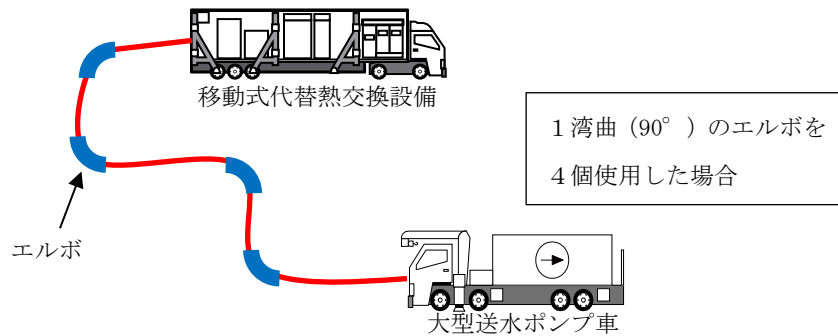 移動式代替熱交換設備
1湾曲（90°）のエルボを
4個使用した場合
エルボ
大型送水ポンプ車